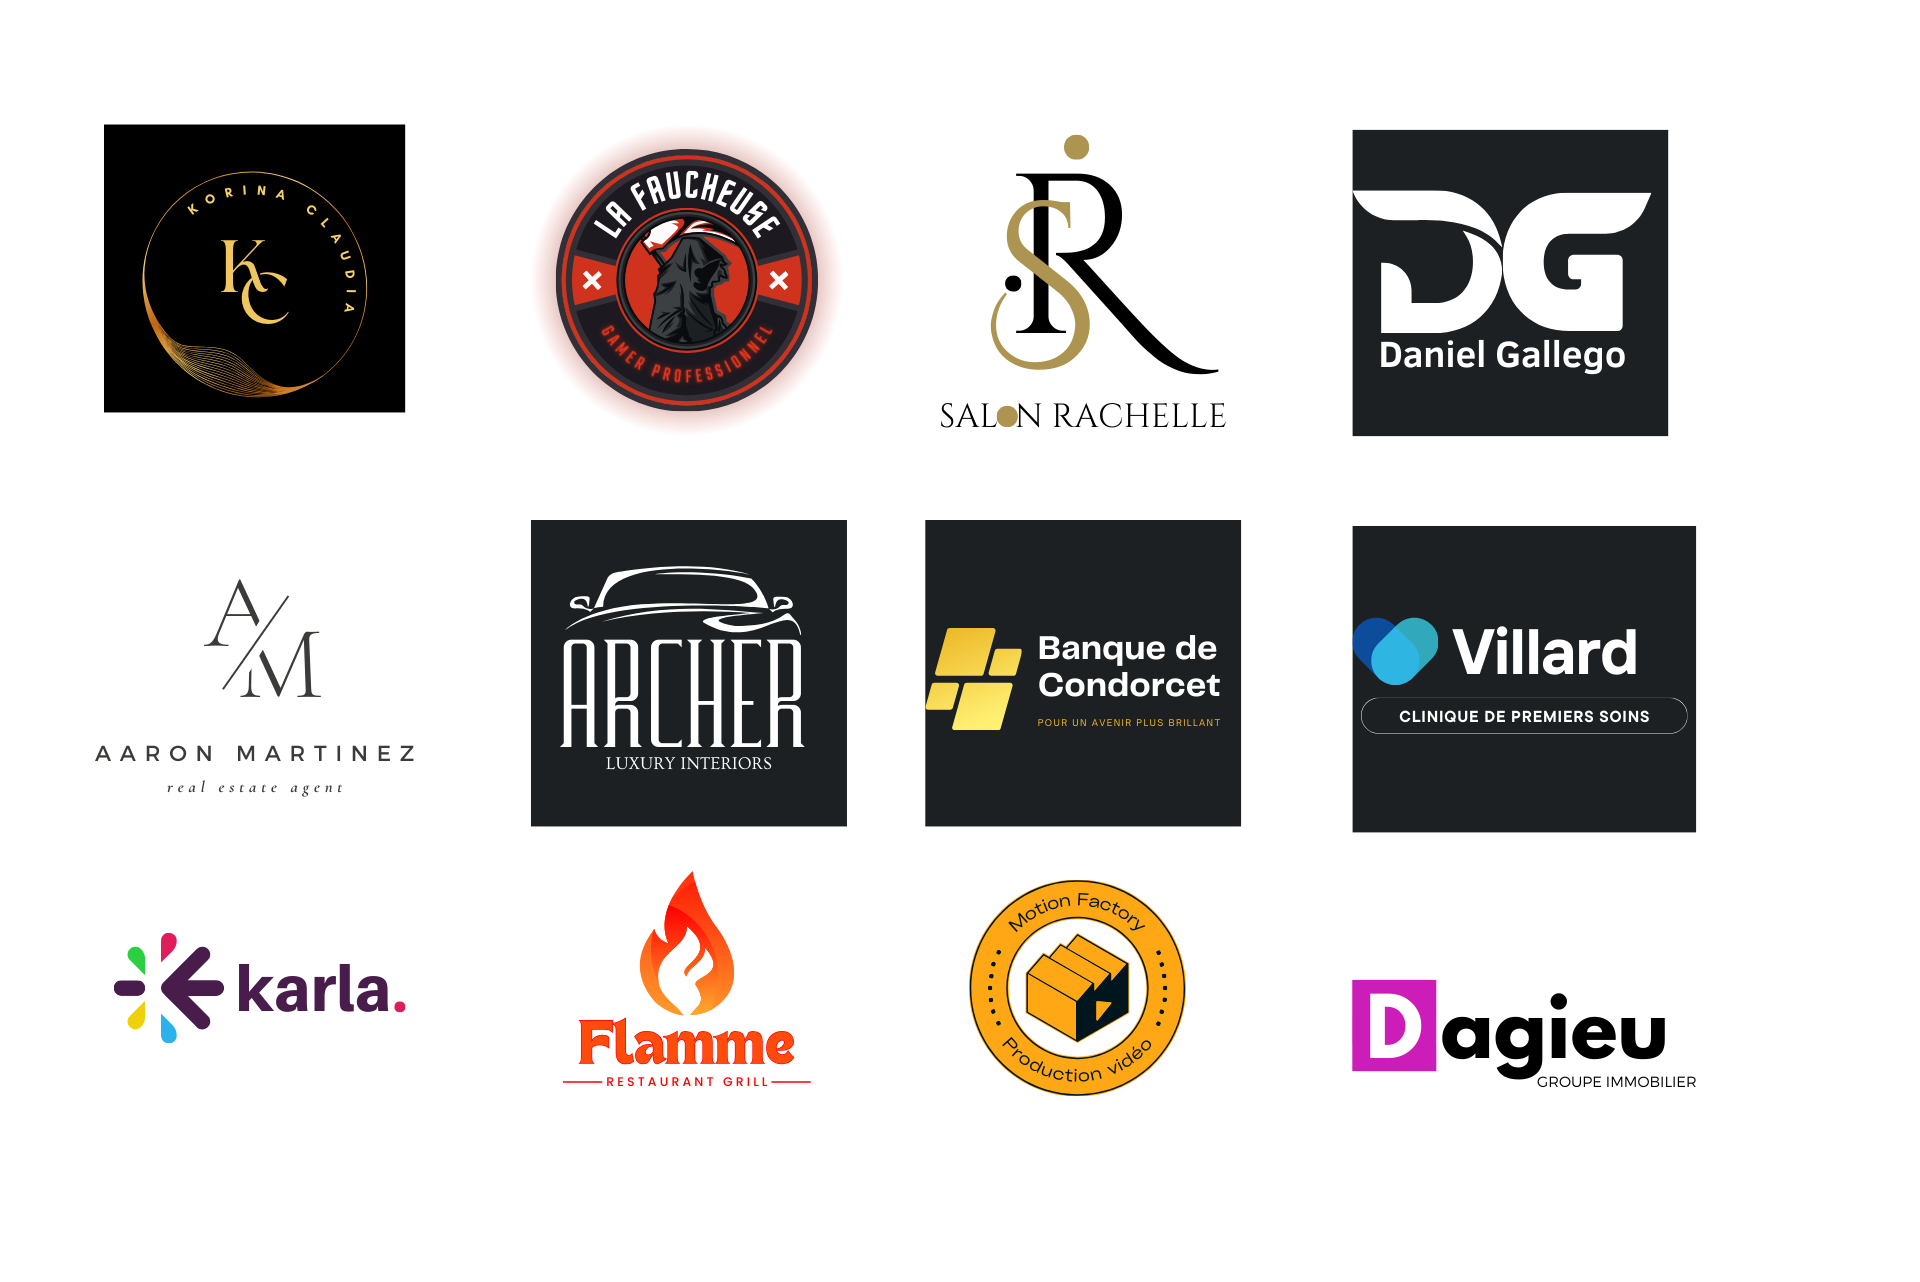 KORINA CLAUDIA
KC
LA FAUCHEUSE
GAMER PROFESSIONNEL
SR
SALON RACHELLE
DG
Daniel Gallego
A/M
AARON MARTINEZ
real estate agent
ARCHER
LUXURY INTERIORS
Banque de
Condorcet
POUR UN AVENIR PLUS BRILLANT
Villard
CLINIQUE DE PREMIERS SOINS
karla.
Flamme
RESTAURANT GRILL
Motion Factory
Production vidéo
Dagieu
GROUPE IMMOBILIER